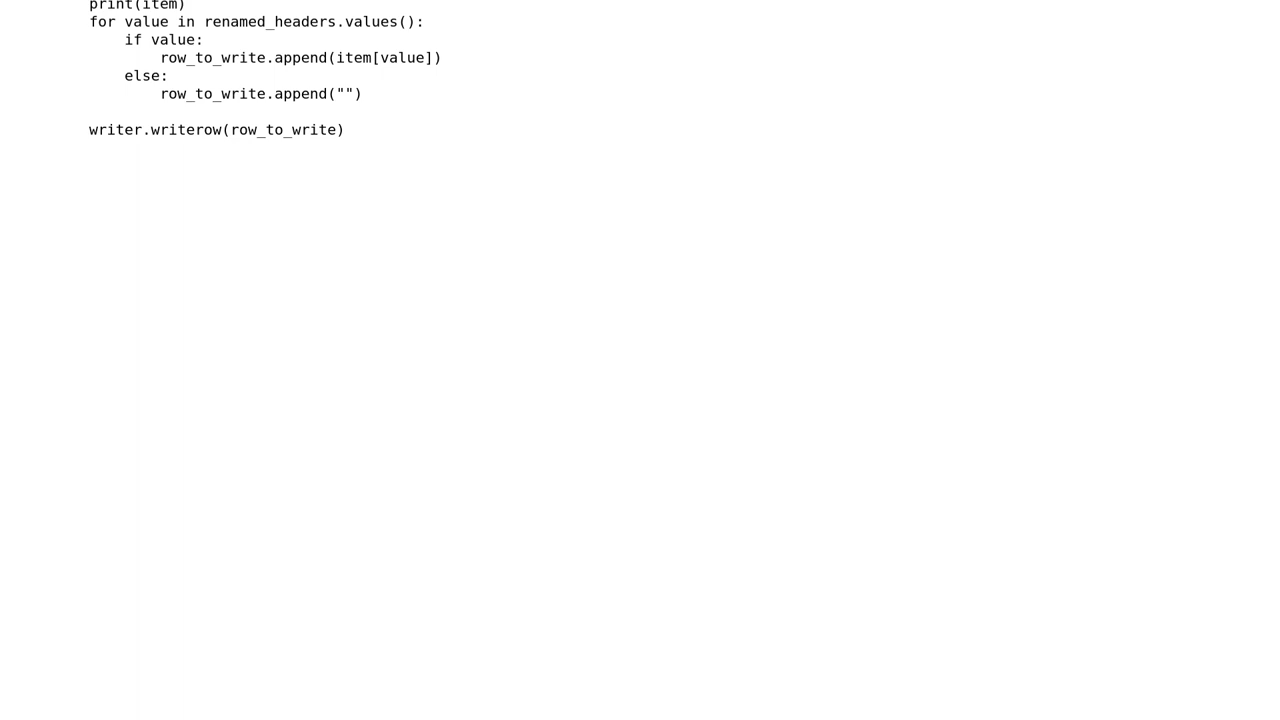 print(item)
for value in renamed_headers.values():
    if value:
        row_to_write.append(item[value])
    else:
        row_to_write.append("")

writer.writerow(row_to_write)